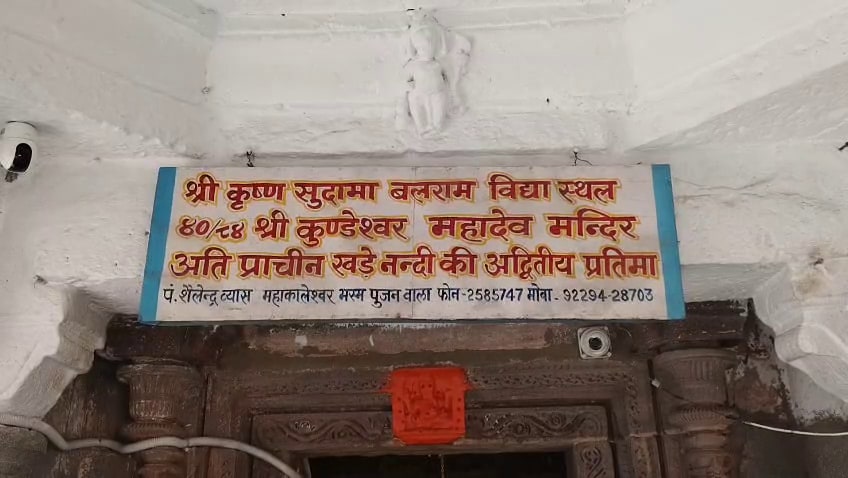 श्री कृष्ण सुदामा बलराम विद्या स्थल
४०/८४ श्री कुण्डेश्वर महादेव मन्दिर
अति प्राचीन खड़े नन्दी की अद्वितीय प्रतिमा
पं. शैलेन्द्र व्यास महाकालेश्वर भस्म पुजन वाला फोन-2585747 मोबा. 92294-28703